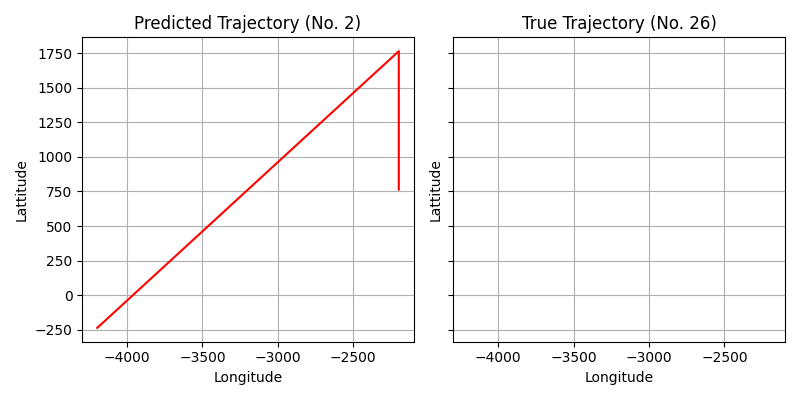 Predicted Trajectory (No. 2)
True Trajectory (No. 26)
1750
1500
1250
1000
750
500
250
0
−250
Lattitude
Lattitude
−4000 −3500 −3000 −2500
−4000 −3500 −3000 −2500
Longitude
Longitude